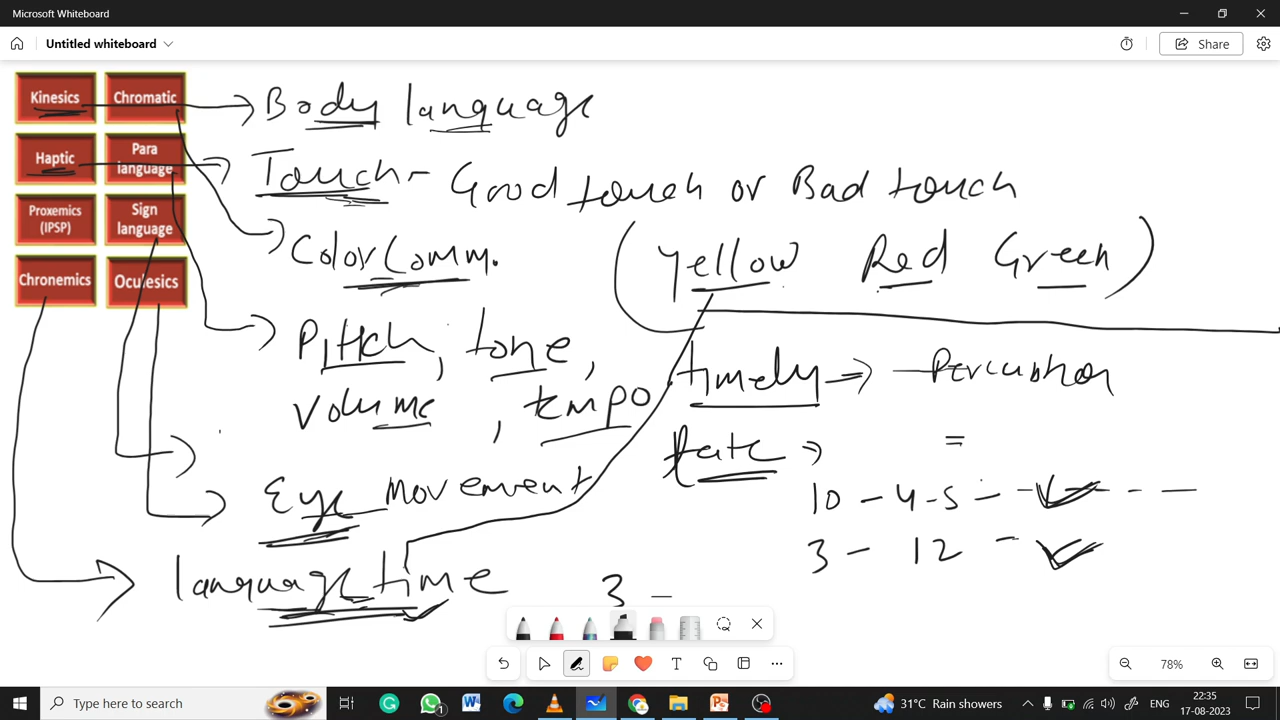 Microsoft Whiteboard
Untitled whiteboard
Share
Kinesics
Chromatic
Body language
Haptic
Para
language
Touch - Good touch or Bad touch
Proxemics
(IPSP)
Sign
language
Color Comm.
(Yellow Red Green)
Chronemics
Oculesics
Pitch, tone,
volume, tempo
timely
10 - 4-5 -
Eye Movement
3 - 12 -
language time
3 -
78%
Type here to search
31°C Rain showers
ENG
22:35
17-08-2023